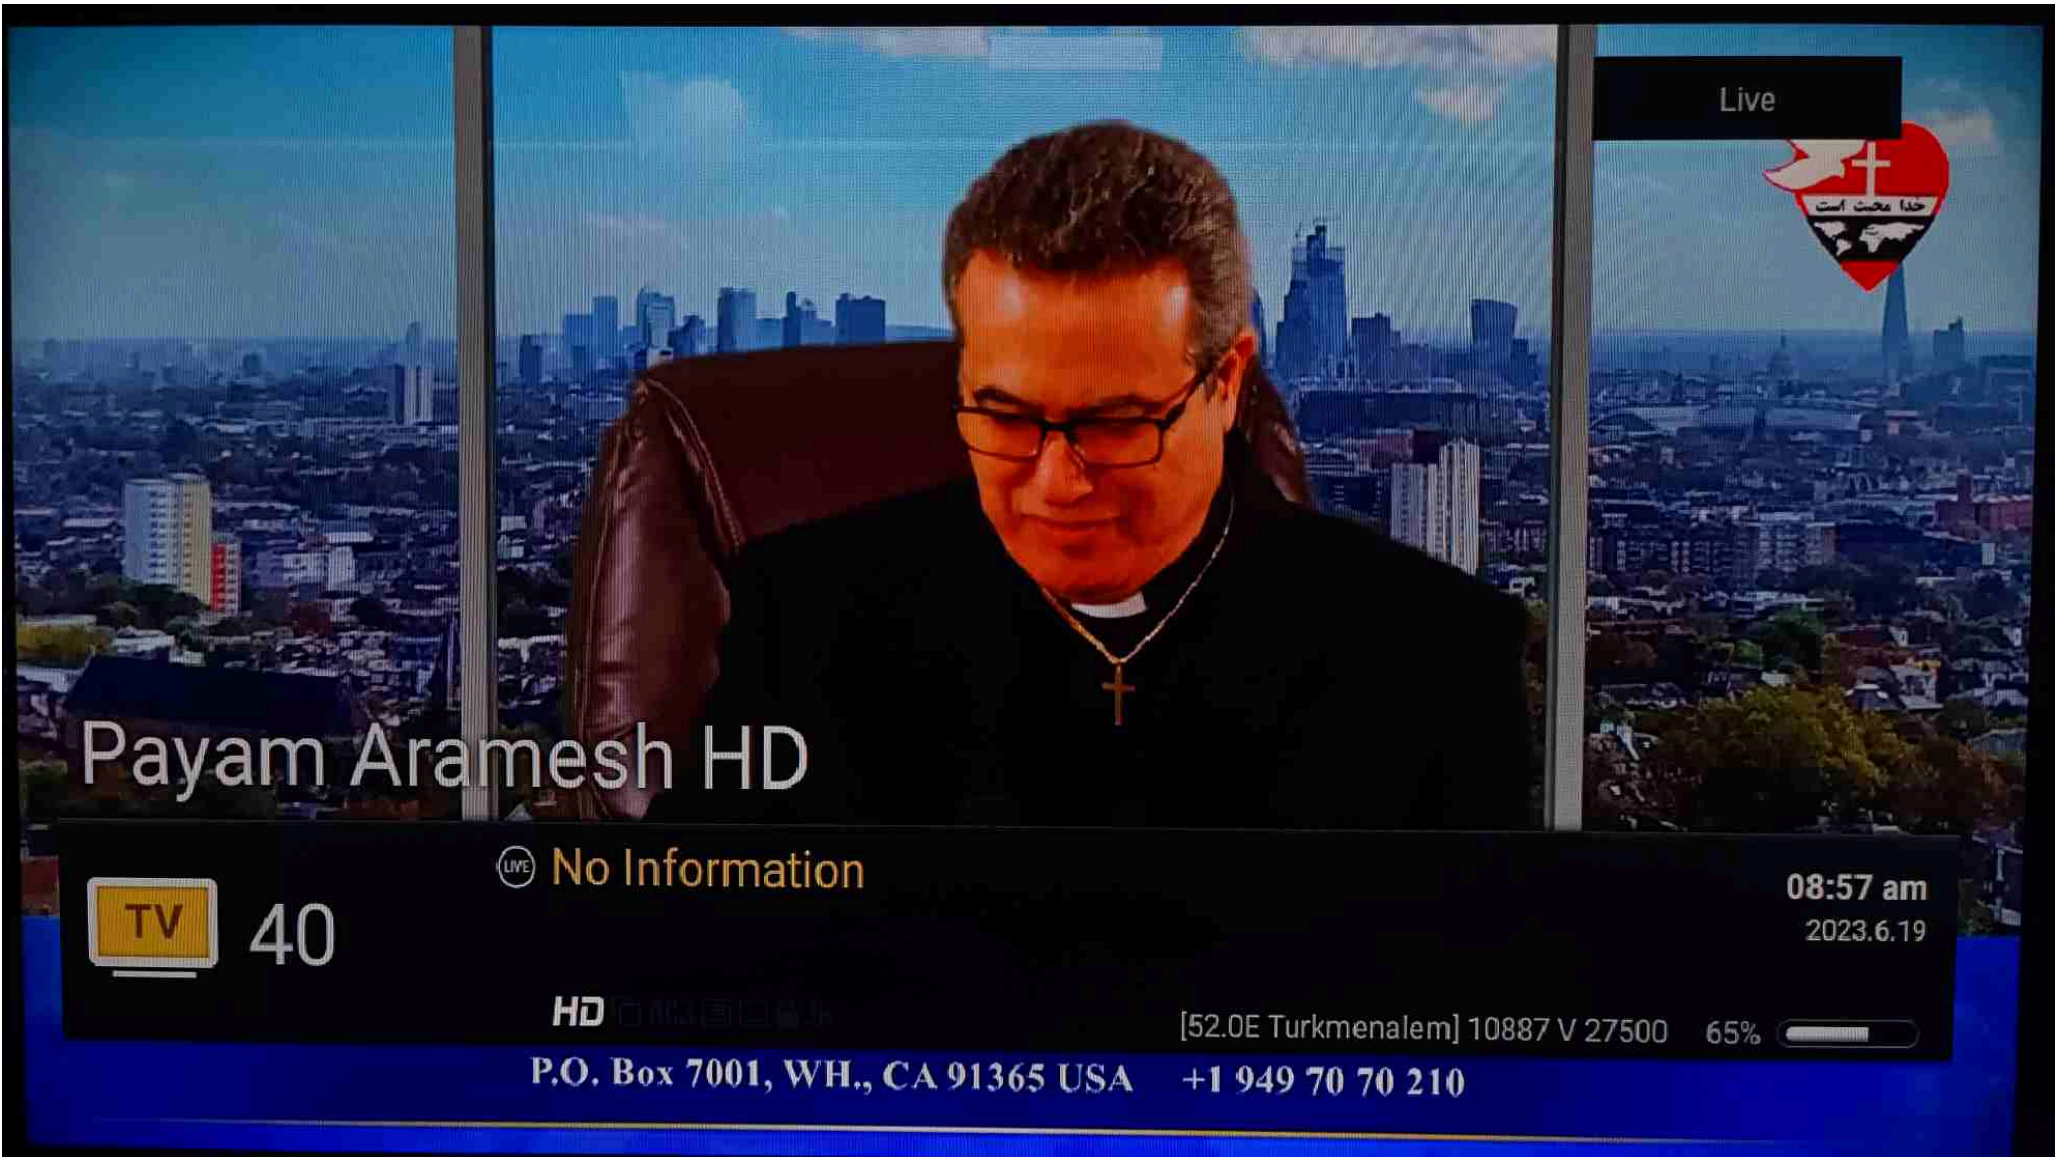 Live
خدا محبت است
Payam Aramesh HD
LIVE No Information
08:57 am
TV 40
2023.6.19
HD
[52.0E Turkmenalem] 10887 V 27500 65%
P.O. Box 7001, WH., CA 91365 USA +1 949 70 70 210